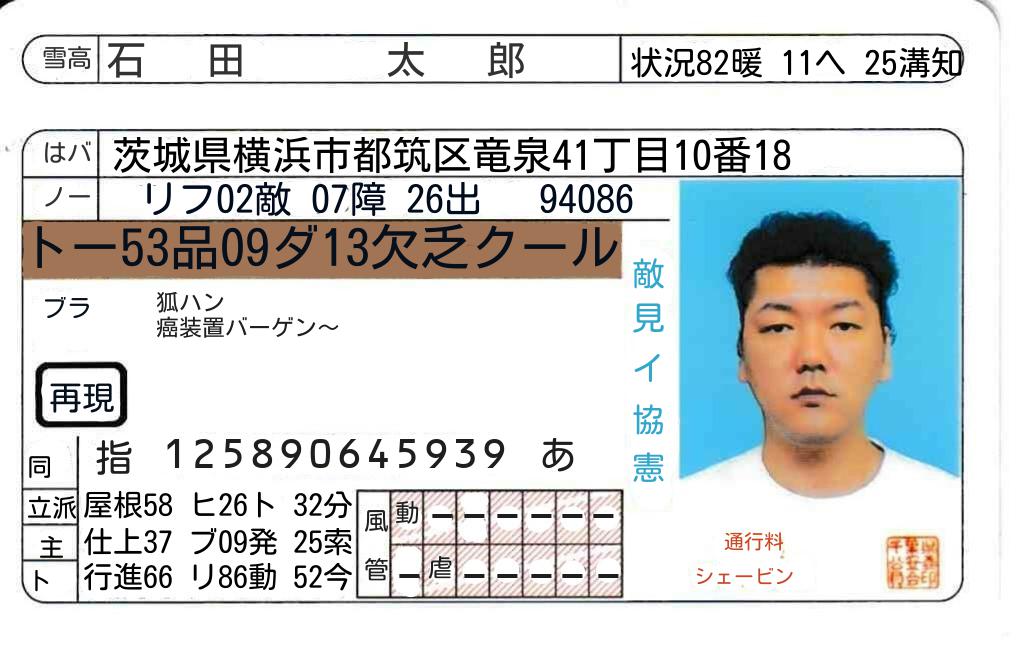 雪高 石田太郎 状況82暖 11へ 25溝知
はバ 茨城県横浜市都筑区竜泉41丁目10番18
ノー リフ02敵 07障 26出 94086
トー53品09ダ13欠乏クール
ブラ 狐ハン
癌装置バーゲン～
敵見イ協憲
再現
同 指 125890645939 あ
立派 屋根58 ヒ26ト 32分
主 仕上37 ブ09発 25索
ト 行進66 リ86動 52今
風管
動 ー ー ー ー ー ー
ー 虐 ー ー ー ー ー
通行料
シェービン